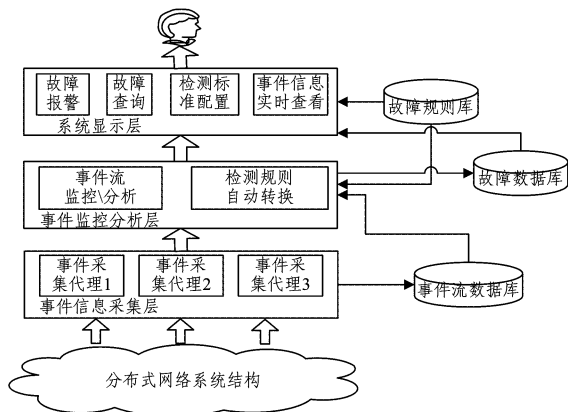 故障
报警
故障
查询
检测标
准配置
事件信息
实时查看
系统显示层
故障规则库
事件流
监控\分析
检测规则
自动转换
事件监控分析层
故障数据库
事件采
集代理1
事件采
集代理2
事件采
集代理3
事件信息采集层
事件流数据库
分布式网络系统结构